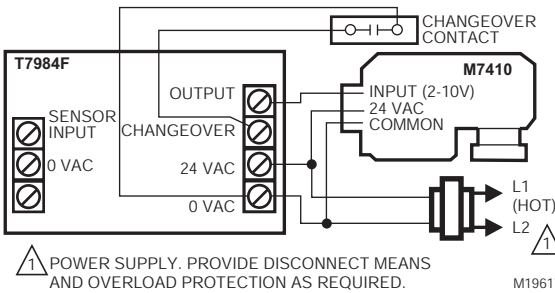 CHANGEOVER
CONTACT
T7984F
M7410
OUTPUT
INPUT (2-10V)
24 VAC
COMMON
SENSOR
INPUT
CHANGEOVER
0 VAC
24 VAC
0 VAC
L1
(HOT)
L2
1
1 POWER SUPPLY. PROVIDE DISCONNECT MEANS
AND OVERLOAD PROTECTION AS REQUIRED.
M1961